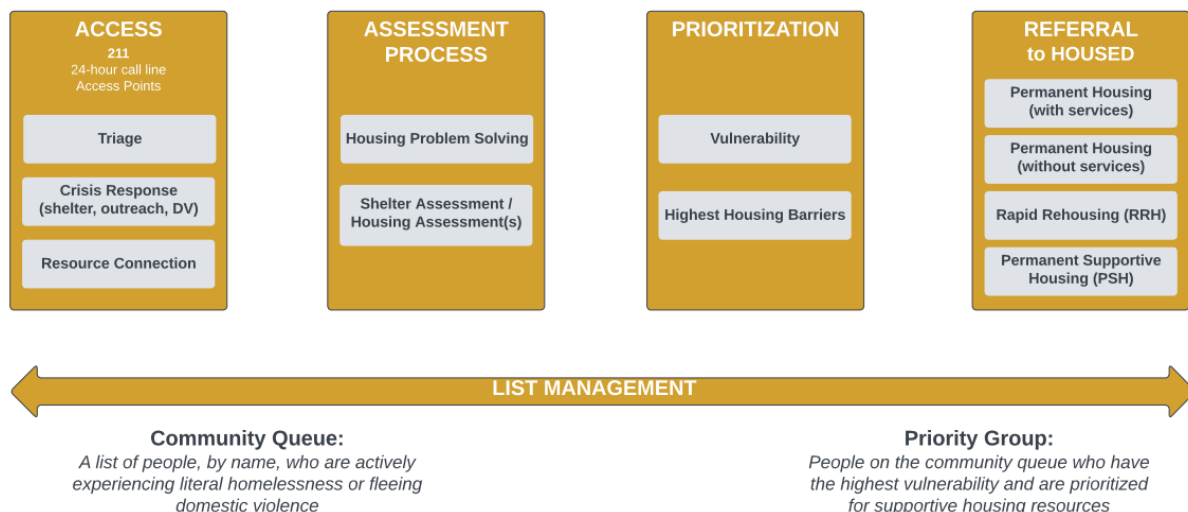 ACCESS
211
24-hour call line
Access Points
Triage
Crisis Response
(shelter, outreach, DV)
Resource Connection
ASSESSMENT
PROCESS
Housing Problem Solving
Shelter Assessment /
Housing Assessment(s)
PRIORITIZATION
Vulnerability
Highest Housing Barriers
REFERRAL
to HOUSED
Permanent Housing
(with services)
Permanent Housing
(without services)
Rapid Rehousing (RRH)
Permanent Supportive
Housing (PSH)
LIST MANAGEMENT
Community Queue:
A list of people, by name, who are actively
experiencing literal homelessness or fleeing
domestic violence
Priority Group:
People on the community queue who have
the highest vulnerability and are prioritized
for supportive housing resources